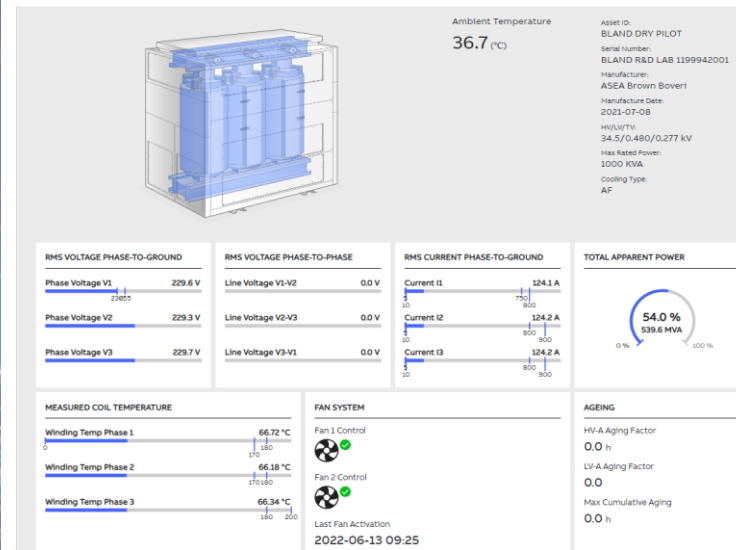 Ambient Temperature
36.7 (°C)
Asset ID:
BLAND DRY PILOT
Serial Number:
BLAND R&D LAB 1199942001
Manufacturer:
ASEA Brown Boveri
Manufacture Date:
2021-07-08
HV/LV/TV:
34.5/0.480/0.277 kV
Max Rated Power:
1000 KVA
Cooling Type:
AF
RMS VOLTAGE PHASE-TO-GROUND
Phase Voltage V1 229.6 V
Phase Voltage V2 229.3 V
Phase Voltage V3 229.7 V
RMS VOLTAGE PHASE-TO-PHASE
Line Voltage V1-V2 0.0 V
Line Voltage V2-V3 0.0 V
Line Voltage V3-V1 0.0 V
RMS CURRENT PHASE-TO-GROUND
Current I1 124.1 A
5 750
10 800
Current I2 124.2 A
5 800
10 900
Current I3 124.2 A
5 800
10 900
TOTAL APPARENT POWER
54.0 %
539.6 MVA
0 % 100 %
MEASURED COIL TEMPERATURE
Winding Temp Phase 1 66.72 °C
0 180
170
Winding Temp Phase 2 66.18 °C
170 180
Winding Temp Phase 3 66.34 °C
180 200
FAN SYSTEM
Fan 1 Control
Fan 2 Control
Last Fan Activation
2022-06-13 09:25
AGEING
HV-A Aging Factor
0.0 h
LV-A Aging Factor
0.0
Max Cumulative Aging
0.0 h